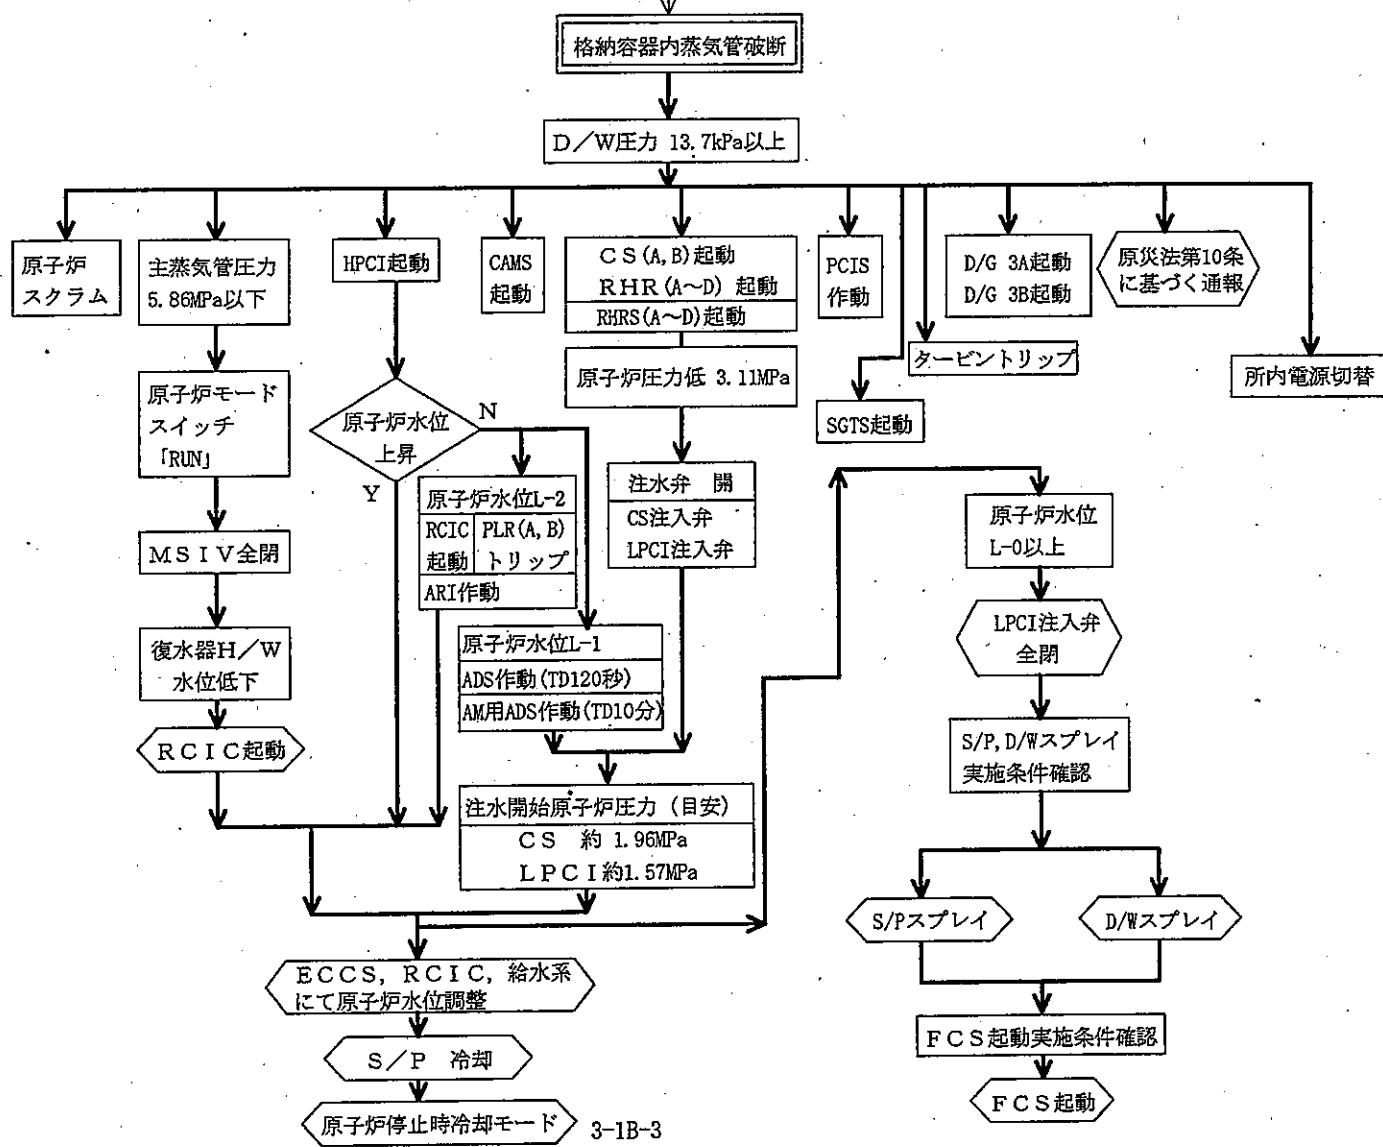 格納容器内蒸気管破断
D/W圧力 13.7kPa以上
原子炉
スクラム
主蒸気管圧力
5.86MPa以下
原子炉モード
スイッチ
「RUN」
MSIV全閉
復水器H/W
水位低下
RCIC起動
HPCI起動
原子炉水位
上昇
N
Y
原子炉水位L-2
RCIC
起動
PLR(A,B)
トリップ
ARI作動
原子炉水位L-1
ADS作動(TD120秒)
AM用ADS作動(TD10分)
CAMS
起動
CS(A,B)起動
RHR(A〜D) 起動
RHRS(A〜D)起動
原子炉圧力低 3.11MPa
注水弁 開
CS注入弁
LPCI注入弁
注水開始原子炉圧力(目安)
CS 約 1.96MPa
LPCI約1.57MPa
PCIS
作動
SGTS起動
タービントリップ
D/G 3A起動
D/G 3B起動
原災法第10条
に基づく通報
所内電源切替
ECCS, RCIC, 給水系
にて原子炉水位調整
S/P 冷却
原子炉停止時冷却モード
原子炉水位
L-0以上
LPCI注入弁
全閉
S/P,D/Wスプレイ
実施条件確認
S/Pスプレイ
D/Wスプレイ
FCS起動実施条件確認
FCS起動
3-1B-3